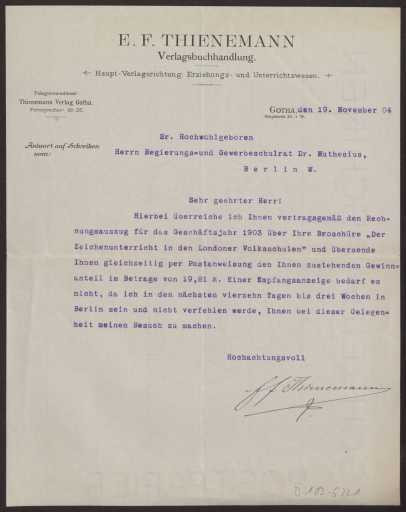 E. F. THIENEMANN
Verlagsbuchhandlung.
Haupt-Verlagsrichtung Erziehungs- und Unterrichtswesen.
Telegrammadresse:
Thienemann Verlag Gotha.
GOTHA, den 19. November 04
Antwort auf Schreiben
vom:
Sr. Hochwohlgeboren
Herrn Regierungs=und Gewerbeschulrat Dr. Muthesius,
Berlin W.
Sehr geehrter Herr!
Hierbei überreiche ich Ihnen vertragsgemäß den Rech=
nungsauszug für das Geschäftsjahr 1903 über Ihre Broschüre „Der
Zeichenunterricht in den Londoner Volksschulen" und übersende
Ihnen gleichzeitig per Postanweisung den Ihnen zustehenden Gewinn=
anteil im Betrage von 19,81 M. Einer Empfangsanzeige bedarf es
nicht, da ich in den nächsten vierzehn Tagen bis drei Wochen in
Berlin sein und nicht verfehlen werde, Ihnen bei dieser Gelegen=
heit meinen Besuch zu machen.
Hochachtungsvoll
E. F. Thienemann